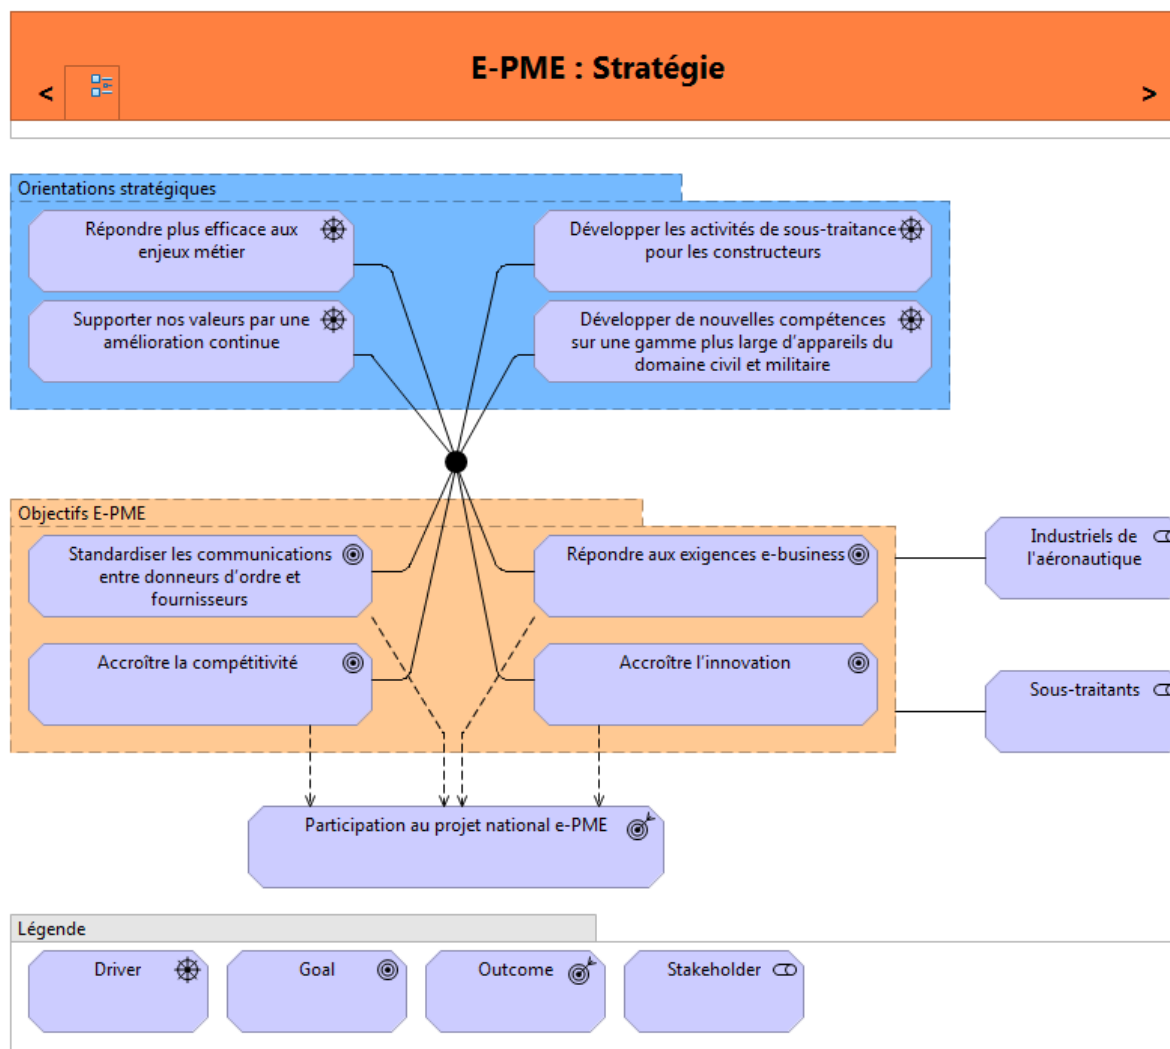 E-PME : Stratégie
<
>
Orientations stratégiques
Répondre plus efficace aux
enjeux métier
Développer les activités de sous-traitance
pour les constructeurs
Supporter nos valeurs par une
amélioration continue
Développer de nouvelles compétences
sur une gamme plus large d’appareils du
domaine civil et militaire
Objectifs E-PME
Standardiser les communications
entre donneurs d’ordre et
fournisseurs
Répondre aux exigences e-business
Industriels de
l'aéronautique
Accroître la compétitivité
Accroître l’innovation
Sous-traitants
Participation au projet national e-PME
Légende
Driver
Goal
Outcome
Stakeholder